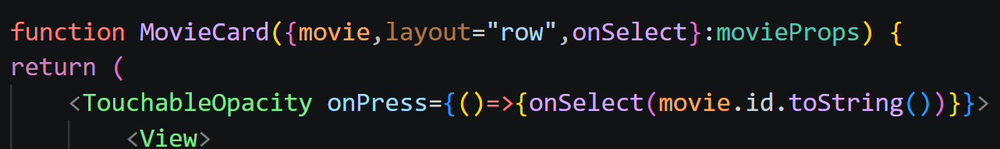 function MovieCard({movie,layout="row",onSelect}:movieProps) {
return (
<TouchableOpacity onPress={()=>{onSelect(movie.id.toString())}}>
<View>